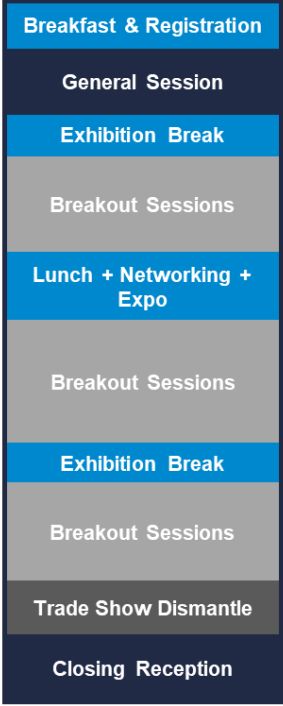 Breakfast & Registration
General Session
Exhibition Break
Breakout Sessions
Lunch + Networking +
Expo
Breakout Sessions
Exhibition Break
Breakout Sessions
Trade Show Dismantle
Closing Reception